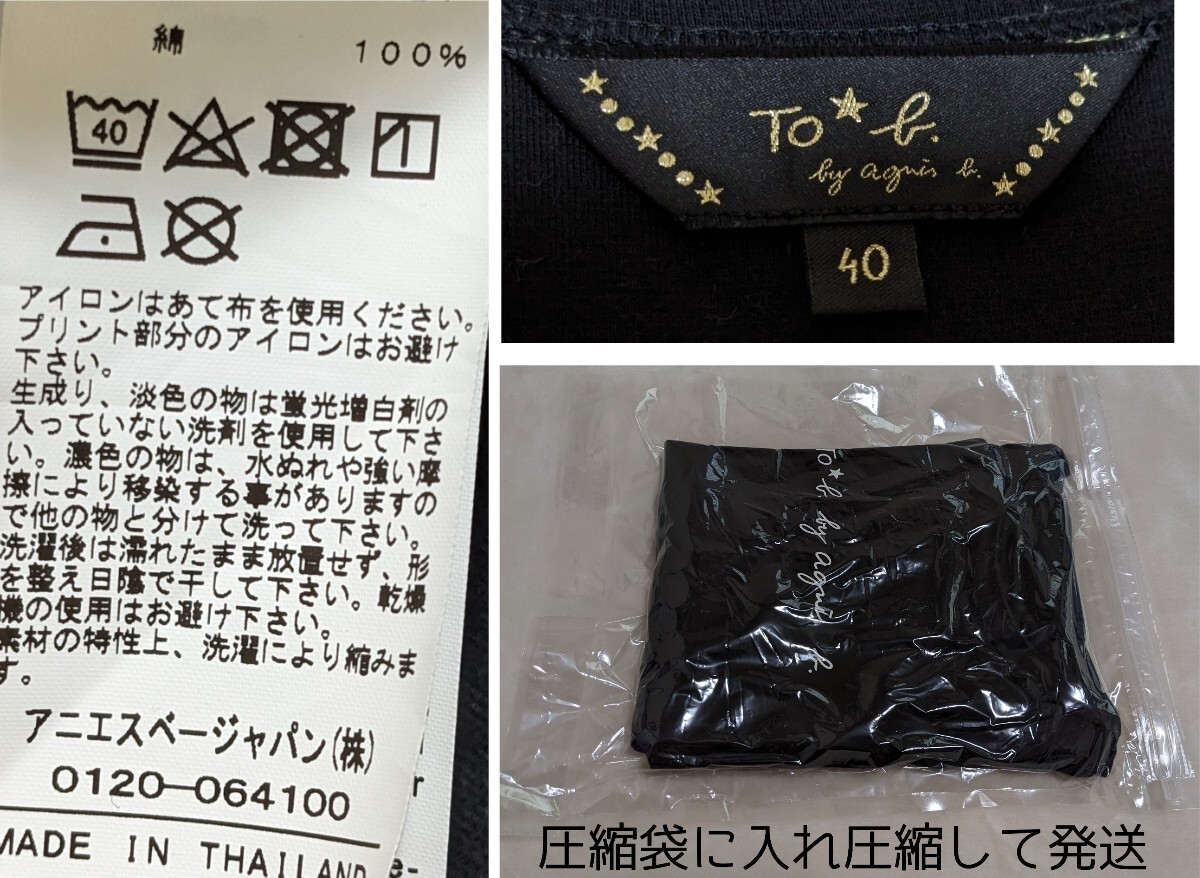 綿 100%
40
アイロンはあて布を使用ください。
プリント部分のアイロンはお避け
下さい。
生成り、淡色の物は蛍光増白剤の
入っていない洗剤を使用して下さ
い。濃色の物は、水ぬれや強い摩
擦により移染する事がありますの
で他の物と分けて洗って下さい。
洗濯後は濡れたまま放置せず、形
を整え日陰で干して下さい。乾燥
機の使用はお避け下さい。
素材の特性上、洗濯により縮みま
す。
アニエスベージャパン(株)
0120-064100
MADE IN THAILAND
To★b.
by agnès b.
40
To★b. by agnès b.
圧縮袋に入れ圧縮して発送